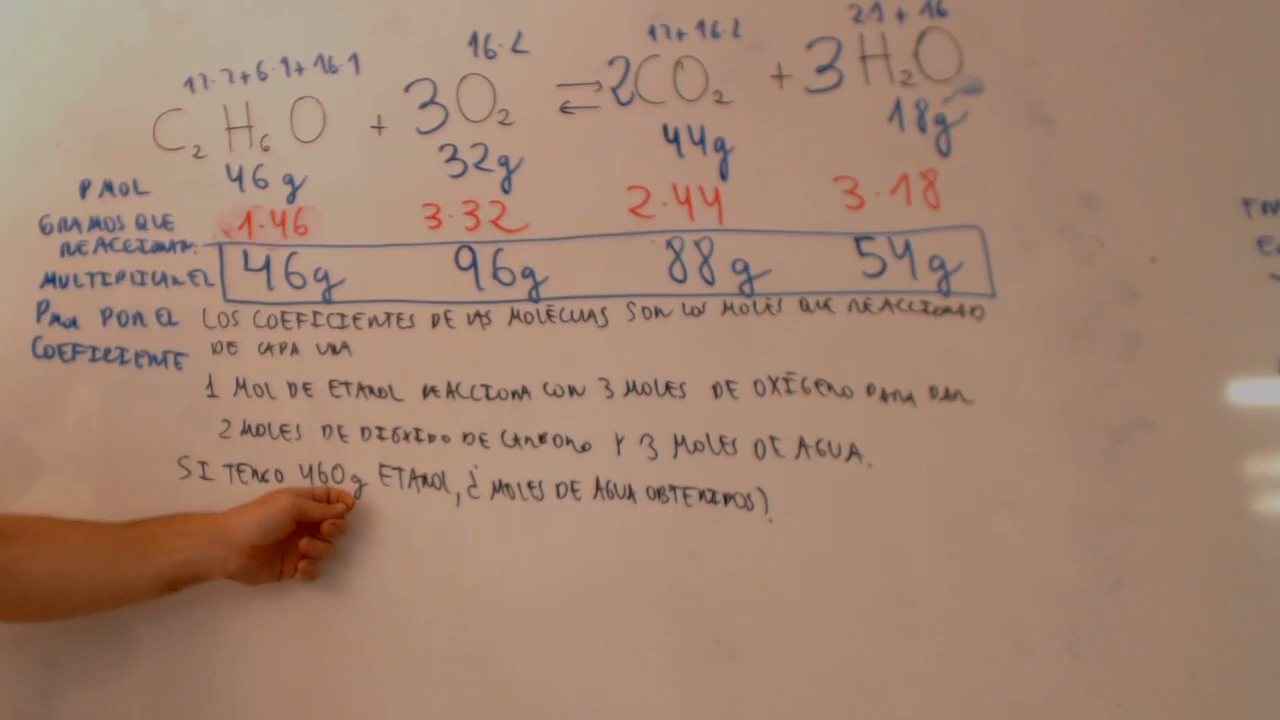 12·2+6·1+16·1 16·2 12+16·2 2·1+16
C₂H₆O + 3O₂ ⇌ 2CO₂ + 3H₂O
P MOL 46g 32g 44g 18g
GRAMOS QUE 1·46 3·32 2·44 3·18
REACCIONAN:
MULTIPLICAR EL 46g 96g 88g 54g
PMOL POR EL LOS COEFICIENTES DE LAS MOLÉCULAS SON LOS MOLES QUE REACCIONAN
COEFICIENTE DE CADA UNA
1 MOL DE ETANOL REACCIONA CON 3 MOLES DE OXÍGENO PARA DAR
2 MOLES DE DIÓXIDO DE CARBONO Y 3 MOLES DE AGUA.
SI TENGO 460g ETANOL, ¿MOLES DE AGUA OBTENIDOS?